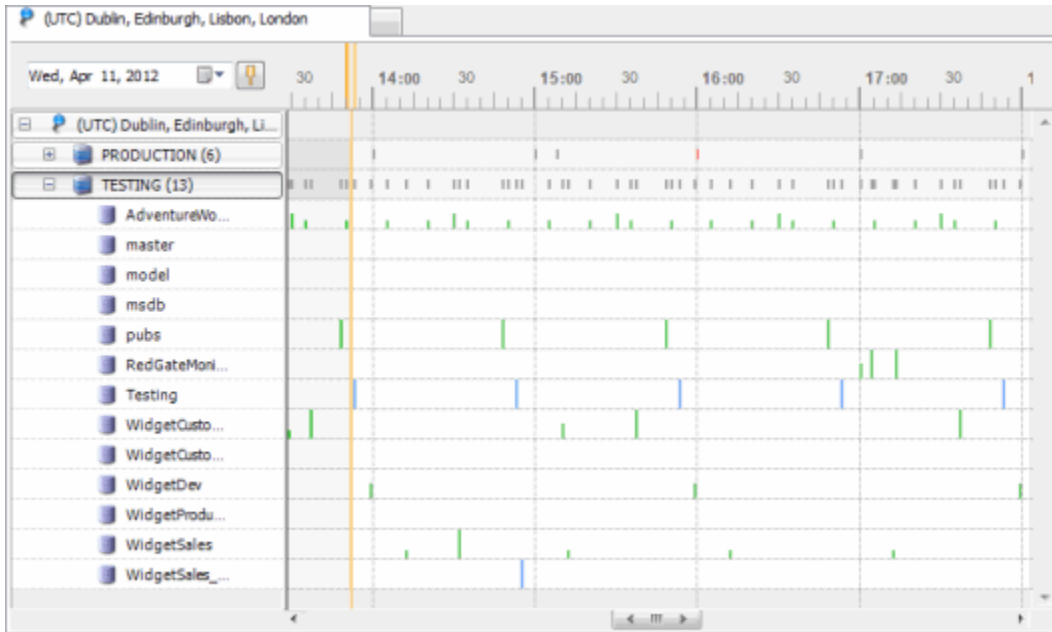 (UTC) Dublin, Edinburgh, Lisbon, London
Wed, Apr 11, 2012
30 14:00 30 15:00 30 16:00 30 17:00 30 1
(UTC) Dublin, Edinburgh, Li...
PRODUCTION (6)
TESTING (13)
AdventureWo...
master
model
msdb
pubs
RedGateMoni...
Testing
WidgetCusto...
WidgetCusto...
WidgetDev
WidgetProdu...
WidgetSales
WidgetSales_...